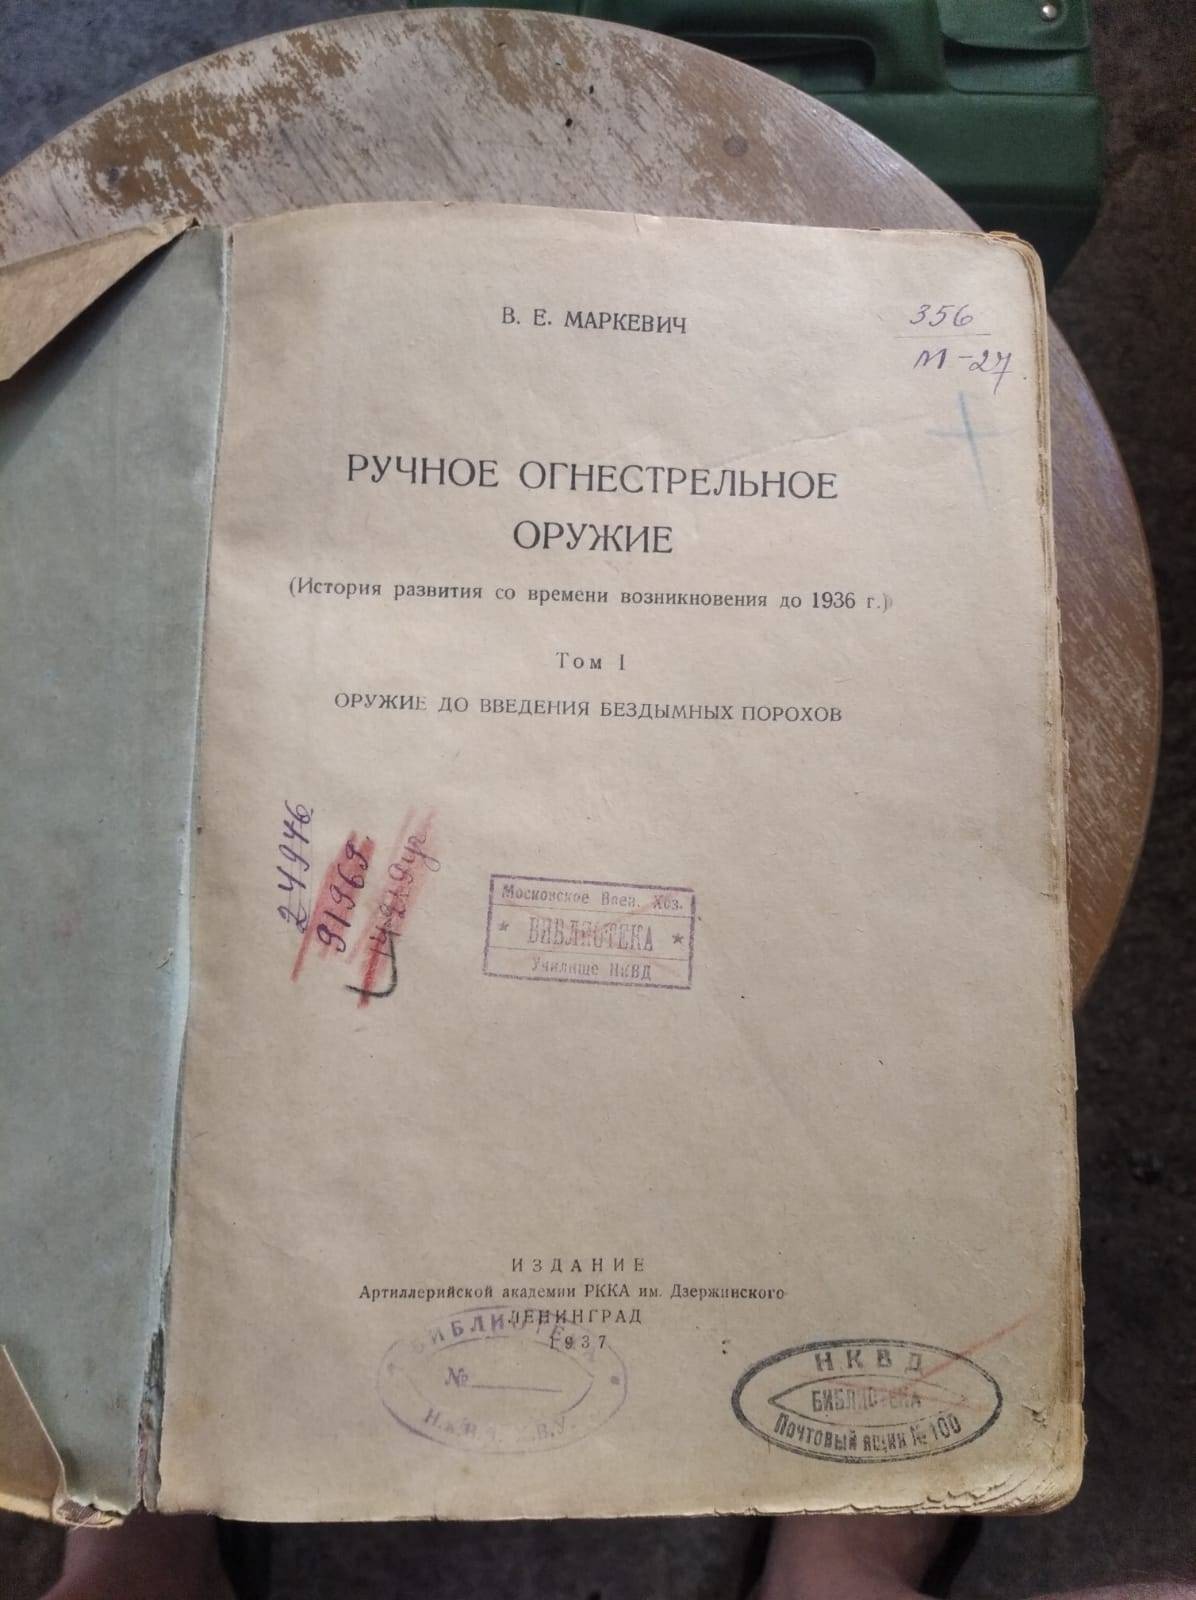 В. Е. МАРКЕВИЧ
356
М-27.
РУЧНОЕ ОГНЕСТРЕЛЬНОЕ
ОРУЖИЕ
(История развития со времени возникновения до 1936 г.)
Том I
ОРУЖИЕ ДО ВВЕДЕНИЯ БЕЗДЫМНЫХ ПОРОХОВ
24946
91969
Московское Воен. Хоз.
* БИБЛИОТЕКА *
Училище НКВД
ИЗДАНИЕ
Артиллерийской академии РККА им. Дзержинского
ЛЕНИНГРАД
1937
БИБЛИОТЕКА
№
НКВД
БИБЛИОТЕКА
Почтовый ящик № 100